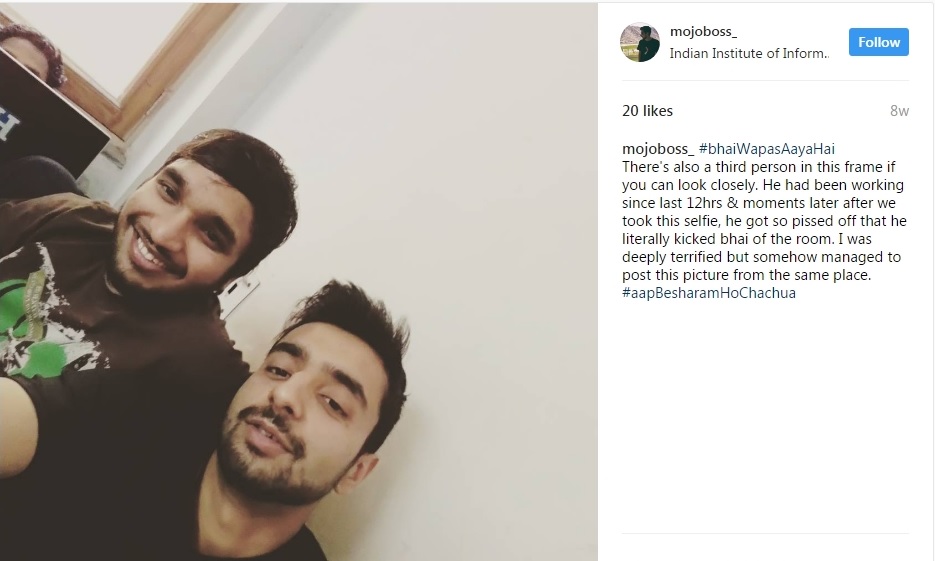 mojoboss_
Indian Institute of Inform..
Follow
20 likes
8w
mojoboss_ #bhaiWapasAayaHai
There's also a third person in this frame if
you can look closely. He had been working
since last 12hrs & moments later after we
took this selfie, he got so pissed off that he
literally kicked bhai of the room. I was
deeply terrified but somehow managed to
post this picture from the same place.
#aapBesharamHoChachua